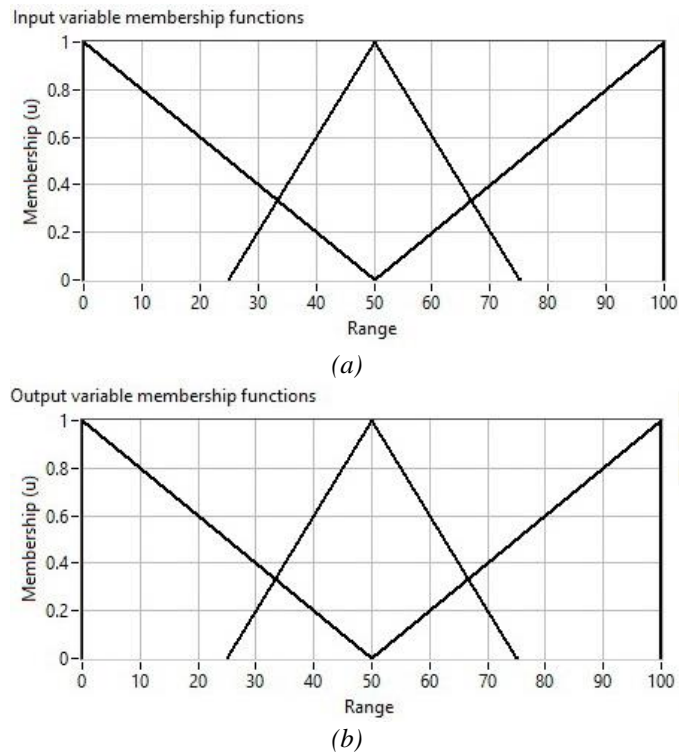 Input variable membership functions
1
0.8
0.6
0.4
0.2
0
Membership (u)
0 10 20 30 40 50 60 70 80 90 100
Range
(a)
Output variable membership functions
1
0.8
0.6
0.4
0.2
0
Membership (u)
0 10 20 30 40 50 60 70 80 90 100
Range
(b)